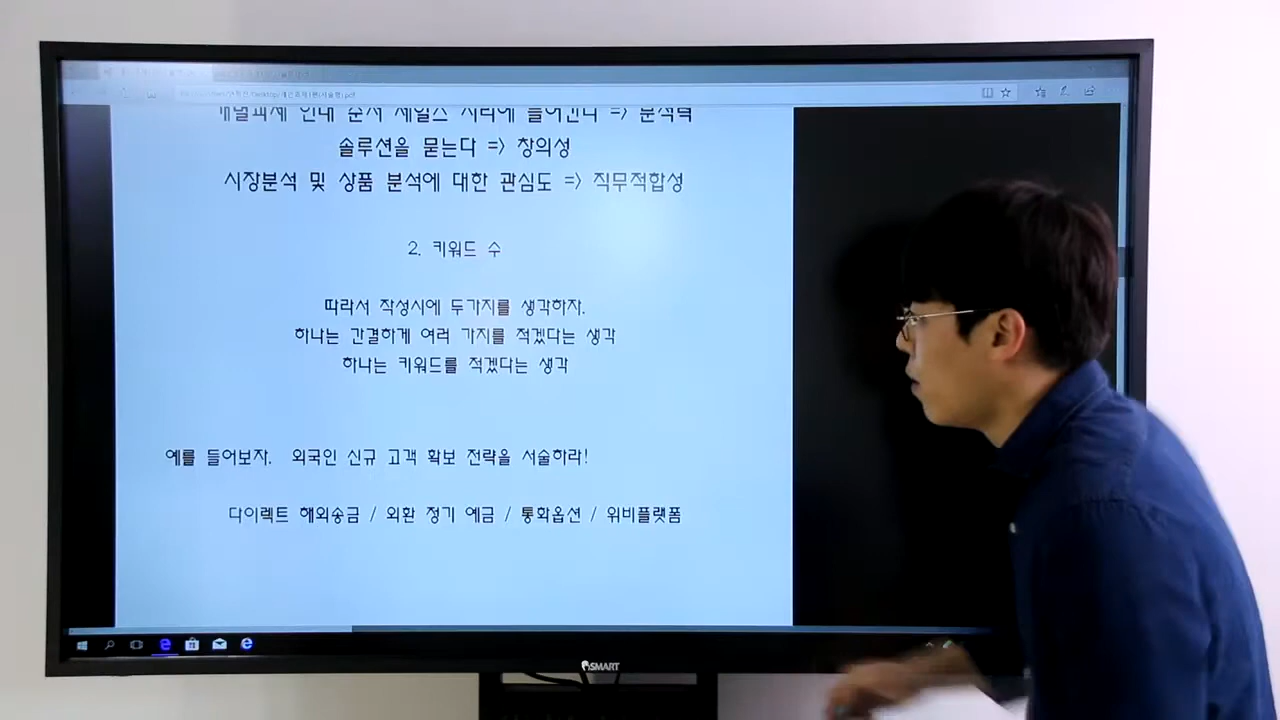 솔루션을 묻는다 => 창의성
시장분석 및 상품 분석에 대한 관심도 => 직무적합성
2. 키워드 수
따라서 작성시에 두가지를 생각하자.
하나는 간결하게 여러 가지를 적겠다는 생각
하나는 키워드를 적겠다는 생각
예를 들어보자. 외국인 신규 고객 확보 전략을 서술하라!
다이렉트 해외송금 / 외환 정기 예금 / 통화옵션 / 위비플랫폼
SMART